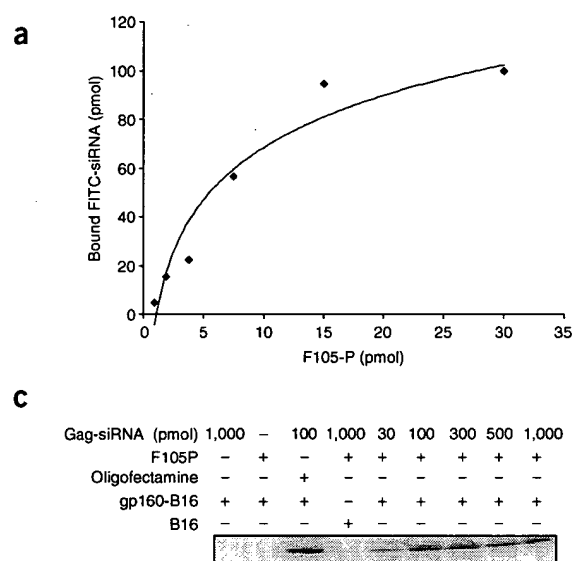 a
120
100
80
60
40
20
0
Bound FITC-siRNA (pmol)
0 5 10 15 20 25 30 35
F105-P (pmol)
c
Gag-siRNA (pmol) 1,000 – 100 1,000 30 100 300 500 1,000
F105P – + – + + + + + +
Oligofectamine – – + – – – – – –
gp160-B16 + + + – + + + + +
B16 – – – + – – – – –